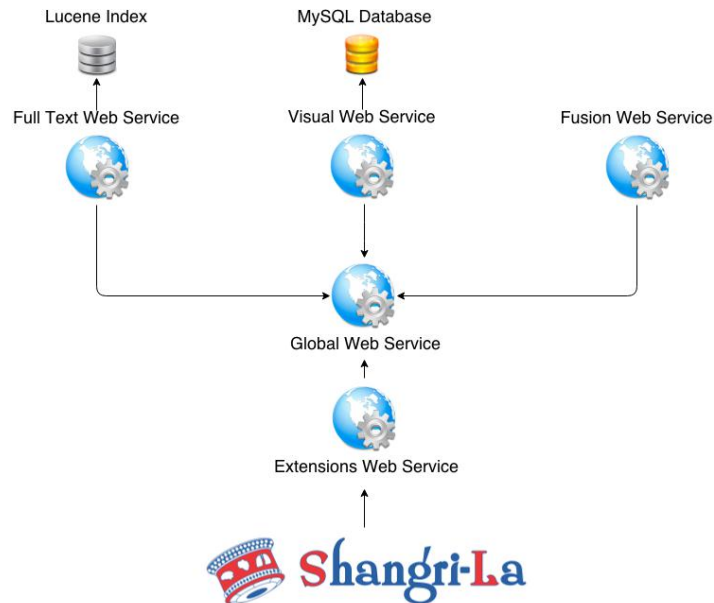 Lucene Index
MySQL Database
Full Text Web Service
Visual Web Service
Fusion Web Service
Global Web Service
Extensions Web Service
Shangri-La